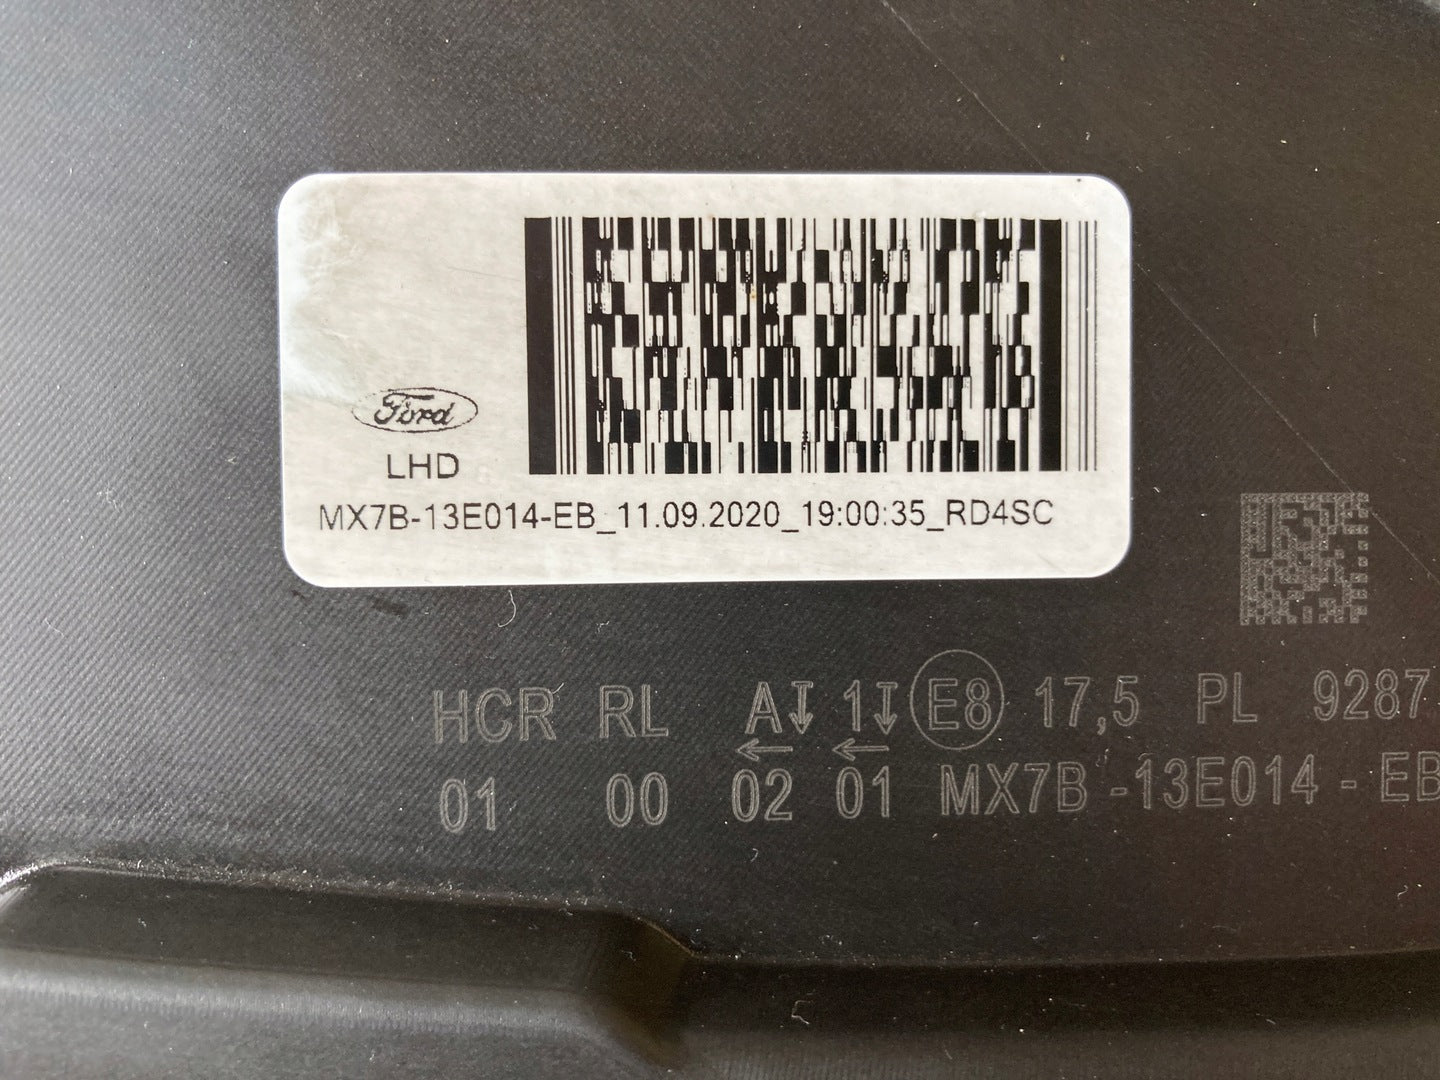 Ford
LHD
MX7B-13E014-EB_11.09.2020_19:00:35_RD4SC
HCR RL A 1 E8 17,5 PL 9287
01 00 02 01 MX7B-13E014-EB